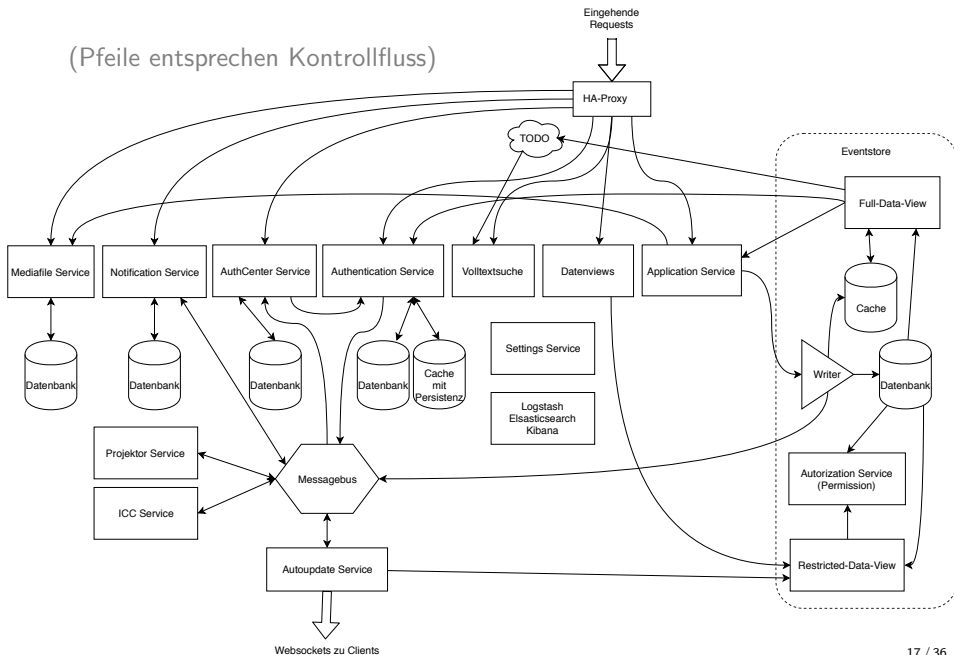 Eingehende
Requests
(Pfeile entsprechen Kontrollfluss)
HA-Proxy
TODO
Eventstore
Full-Data-View
Mediafile Service
Notification Service
AuthCenter Service
Authentication Service
Volltextsuche
Datenviews
Application Service
Cache
Settings Service
Datenbank
Datenbank
Datenbank
Datenbank
Cache
mit
Persistenz
Writer
Datenbank
Logstash
Elsasticsearch
Kibana
Projektor Service
Messagebus
Autorization Service
(Permission)
ICC Service
Autoupdate Service
Restricted-Data-View
Websockets zu Clients
17 / 36